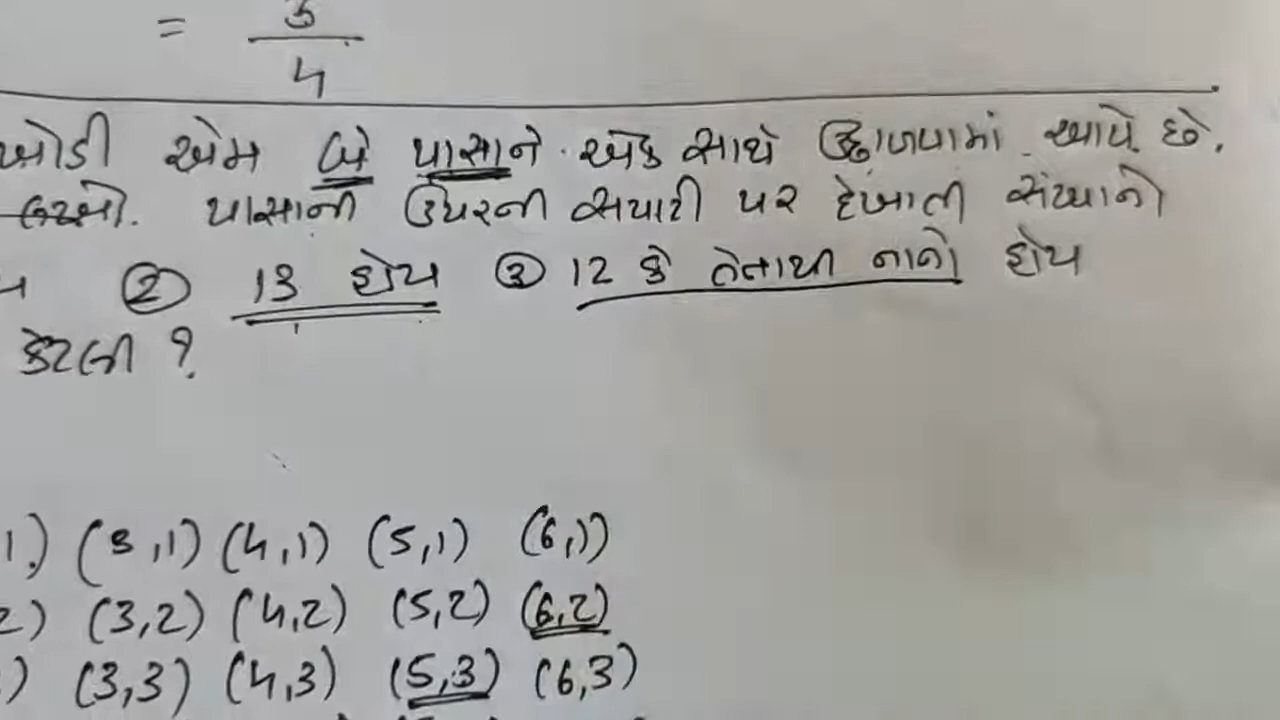 = 3/4
એમ બે પાસાને એક સાથે ઉછાળવામાં આવે છે.
પાસાની ઉપરની સપાટી પર દેખાતી સંખ્યાનો
② 13 હોય ③ 12 કે તેનાથી નાનો હોય
કેટલી ?
1) (3,1) (4,1) (5,1) (6,1)
2) (3,2) (4,2) (5,2) (6,2)
) (3,3) (4,3) (5,3) (6,3)